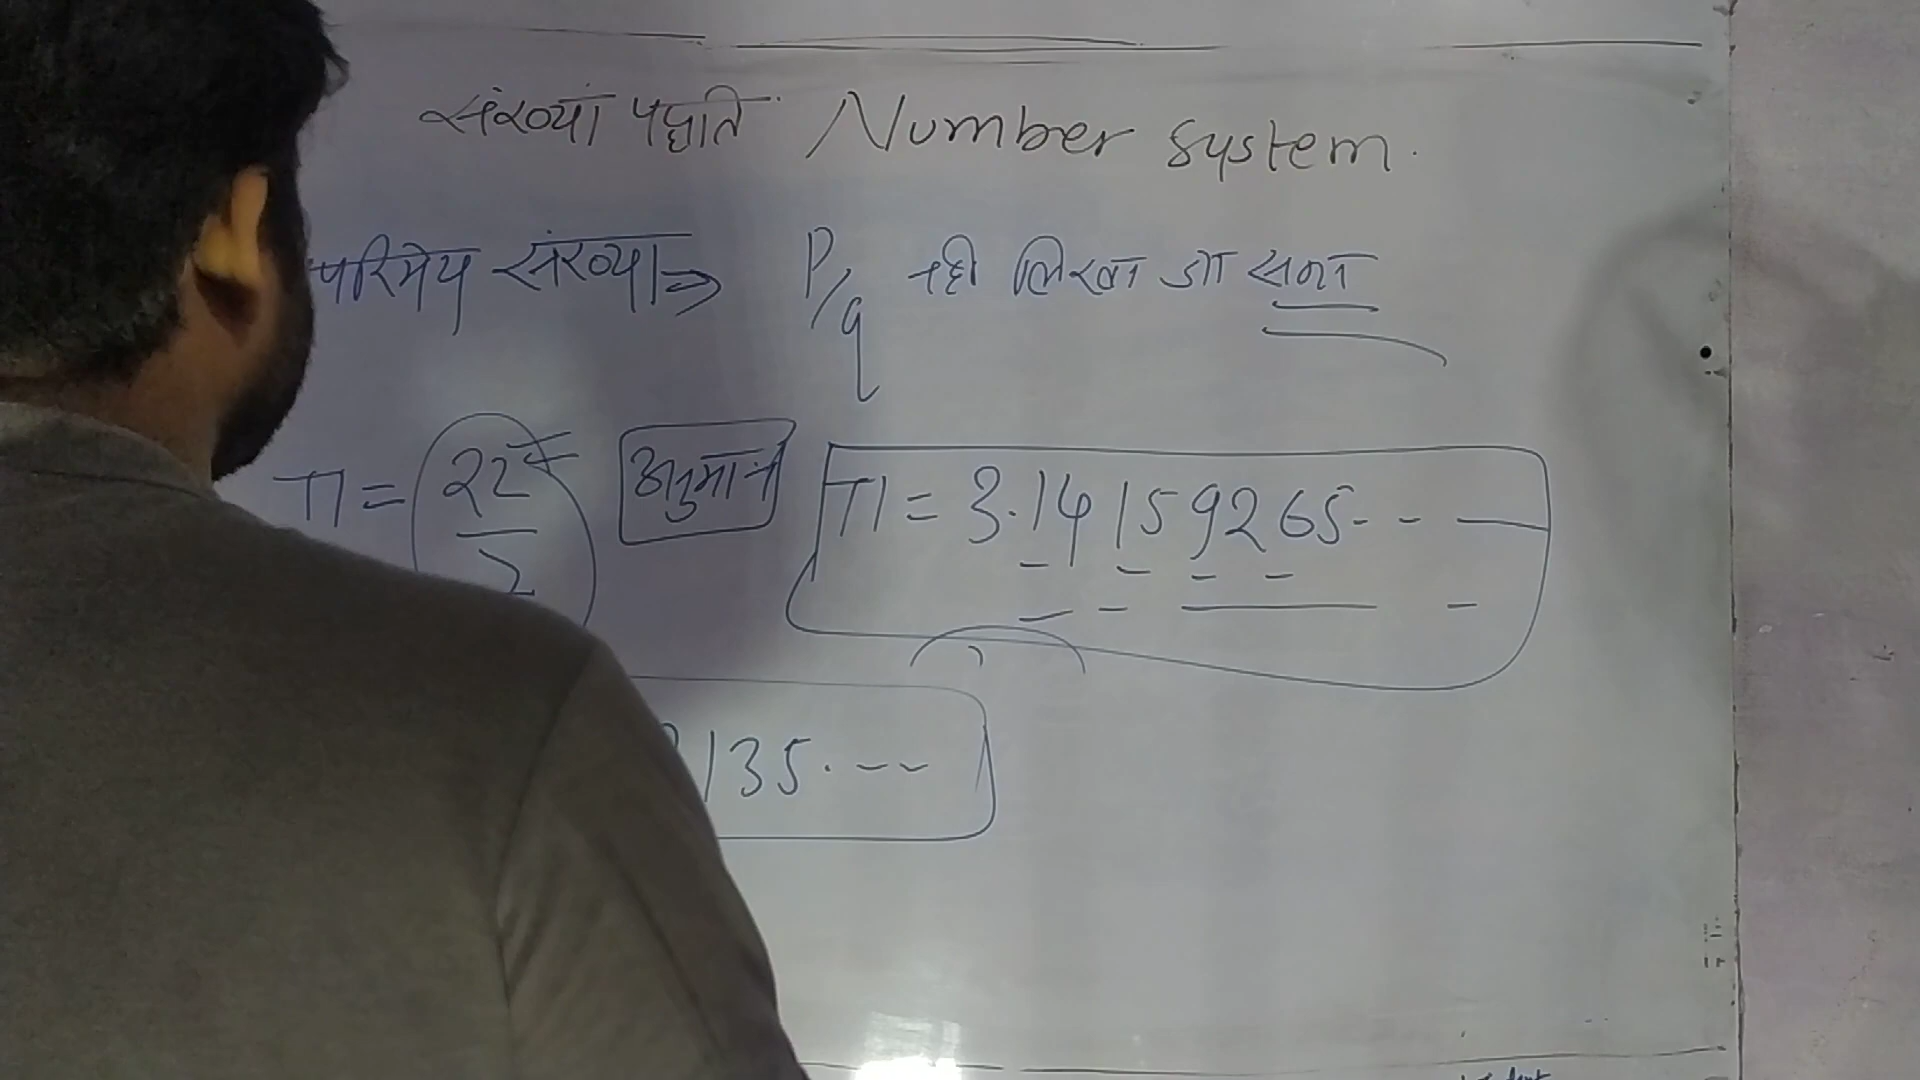 संख्या पद्धति Number System.
परिमेय संख्या → P/q नही लिखा जा सकता
π = 22/7 अनुमान π = 3.14159265---
135.---